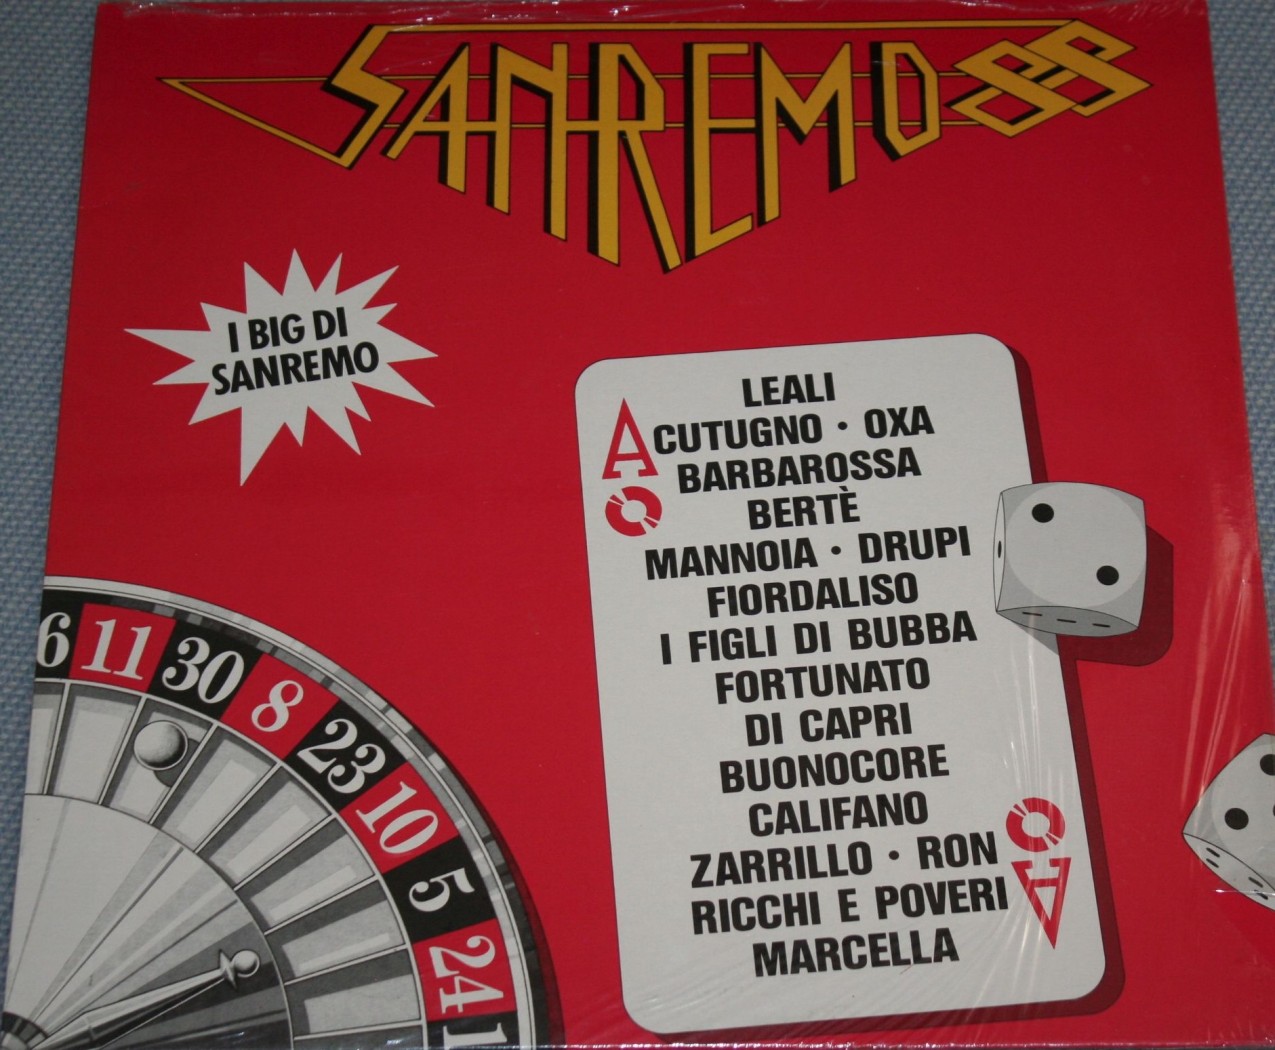 SANREMO 88
I BIG DI
SANREMO
A
LEALI
CUTUGNO · OXA
BARBAROSSA
BERTÈ
MANNOIA · DRUPI
FIORDALISO
I FIGLI DI BUBBA
FORTUNATO
DI CAPRI
BUONOCORE
CALIFANO
ZARRILLO · RON
RICCHI E POVERI
MARCELLA
A
6
11
30
8
23
10
5
24
1